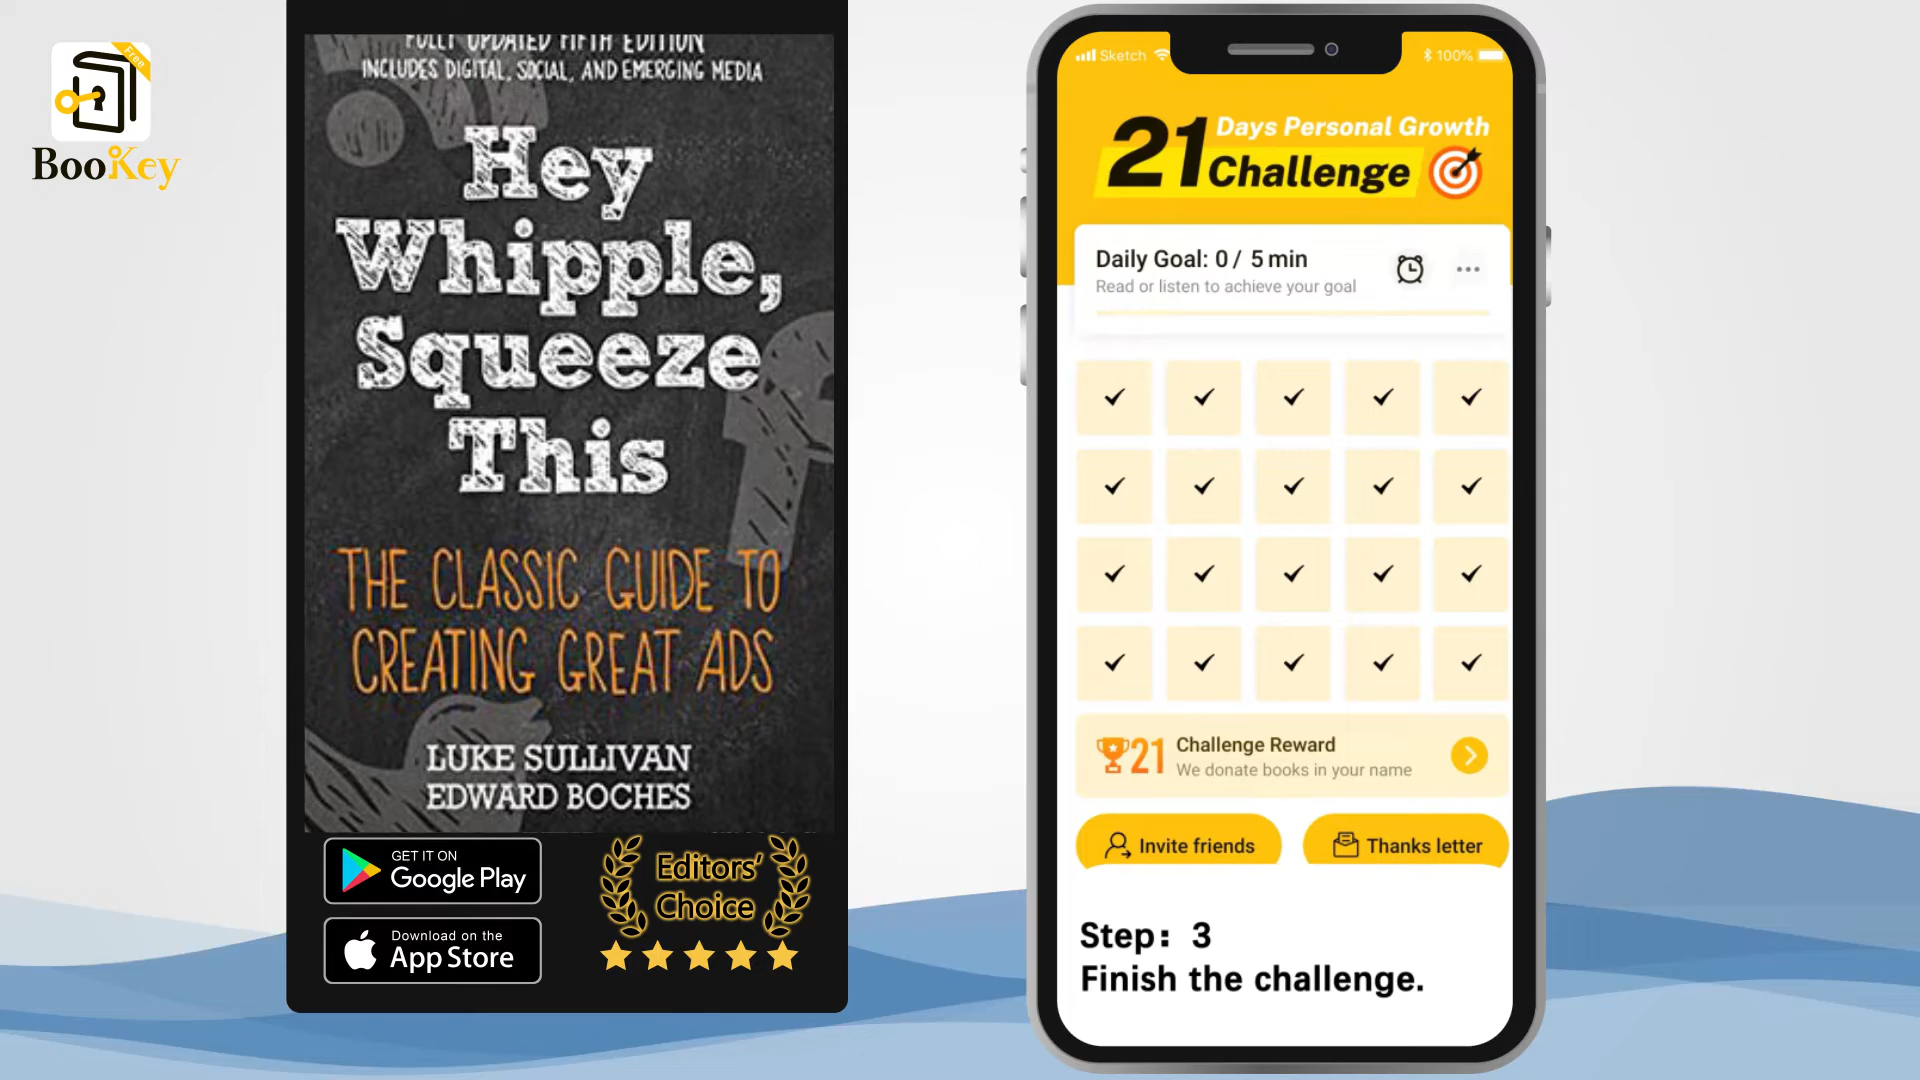 Free
BooKey
FULLY UPDATED FIFTH EDITION
INCLUDES DIGITAL, SOCIAL, AND EMERGING MEDIA
Hey
Whipple,
Squeeze
This
THE CLASSIC GUIDE TO
CREATING GREAT ADS
LUKE SULLIVAN
EDWARD BOCHES
GET IT ON
Google Play
Download on the
App Store
Editors'
Choice
Sketch
100%
21 Days Personal Growth
Challenge
Daily Goal: 0 / 5 min
Read or listen to achieve your goal
21
Challenge Reward
We donate books in your name
Invite friends
Thanks letter
Step: 3
Finish the challenge.